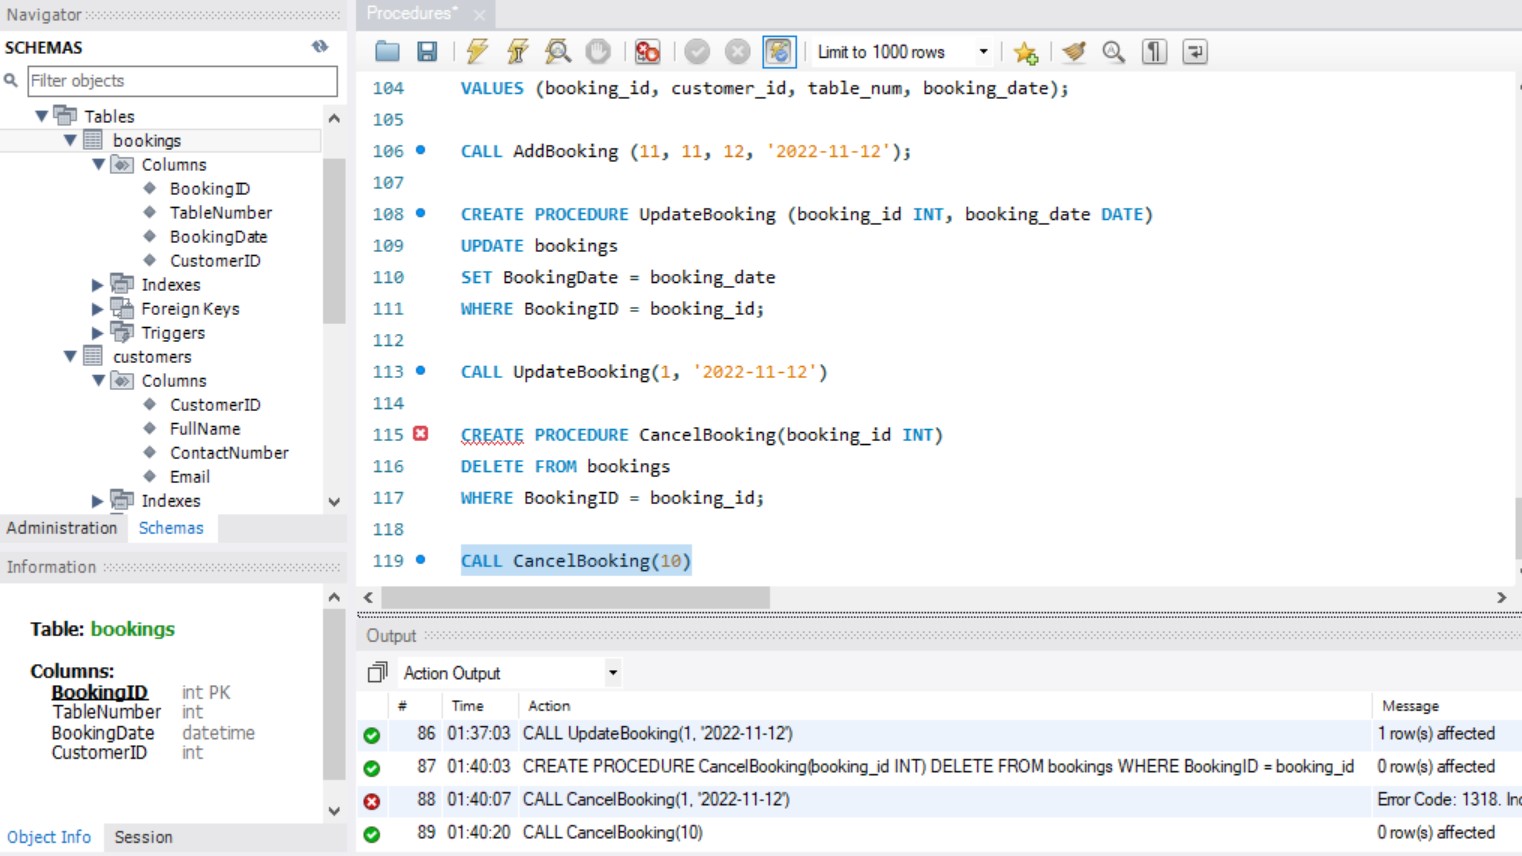 Navigator
SCHEMAS
Filter objects
Tables
bookings
Columns
BookingID
TableNumber
BookingDate
CustomerID
Indexes
Foreign Keys
Triggers
customers
Columns
CustomerID
FullName
ContactNumber
Email
Indexes
Administration Schemas
Information
Table: bookings
Columns:
BookingID int PK
TableNumber int
BookingDate datetime
CustomerID int
Object Info Session
Procedures*
Limit to 1000 rows
104 VALUES (booking_id, customer_id, table_num, booking_date);
105
106 CALL AddBooking (11, 11, 12, '2022-11-12');
107
108 CREATE PROCEDURE UpdateBooking (booking_id INT, booking_date DATE)
109 UPDATE bookings
110 SET BookingDate = booking_date
111 WHERE BookingID = booking_id;
112
113 CALL UpdateBooking(1, '2022-11-12')
114
115 CREATE PROCEDURE CancelBooking(booking_id INT)
116 DELETE FROM bookings
117 WHERE BookingID = booking_id;
118
119 CALL CancelBooking(10)
Output
Action Output
# Time Action Message
86 01:37:03 CALL UpdateBooking(1, '2022-11-12') 1 row(s) affected
87 01:40:03 CREATE PROCEDURE CancelBooking(booking_id INT) DELETE FROM bookings WHERE BookingID = booking_id 0 row(s) affected
88 01:40:07 CALL CancelBooking(1, '2022-11-12') Error Code: 1318.
89 01:40:20 CALL CancelBooking(10) 0 row(s) affected